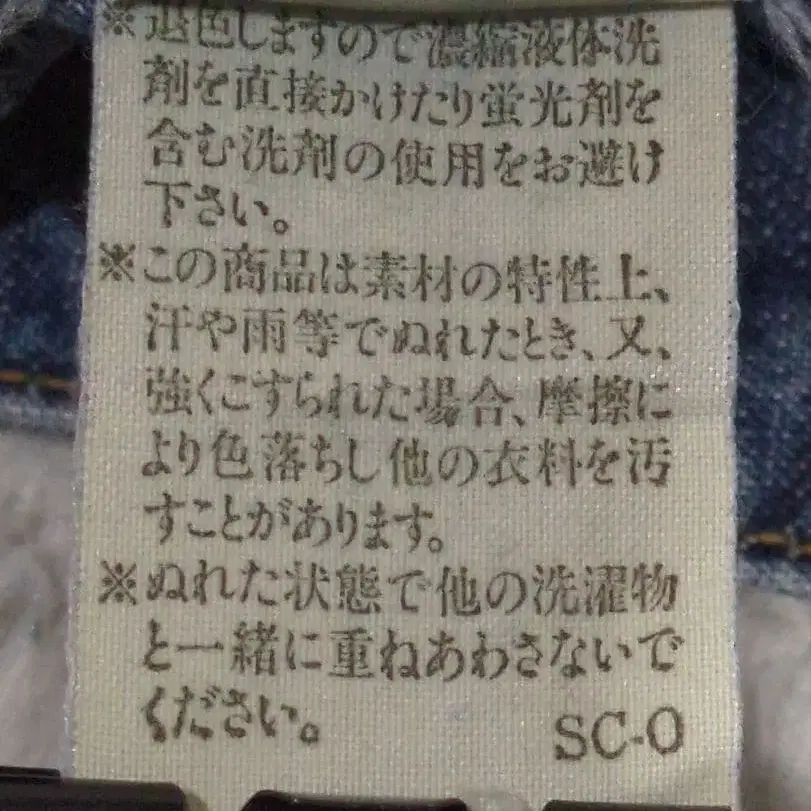 ※退色しますので濃縮液体洗
剤を直接かけたり蛍光剤を
含む洗剤の使用をお避け
下さい。
※この商品は素材の特性上、
汗や雨等でぬれたとき、又、
強くこすられた場合、摩擦に
より色落ちし他の衣料を汚
すことがあります。
※ぬれた状態で他の洗濯物
と一緒に重ねあわさないで
ください。
SC-O